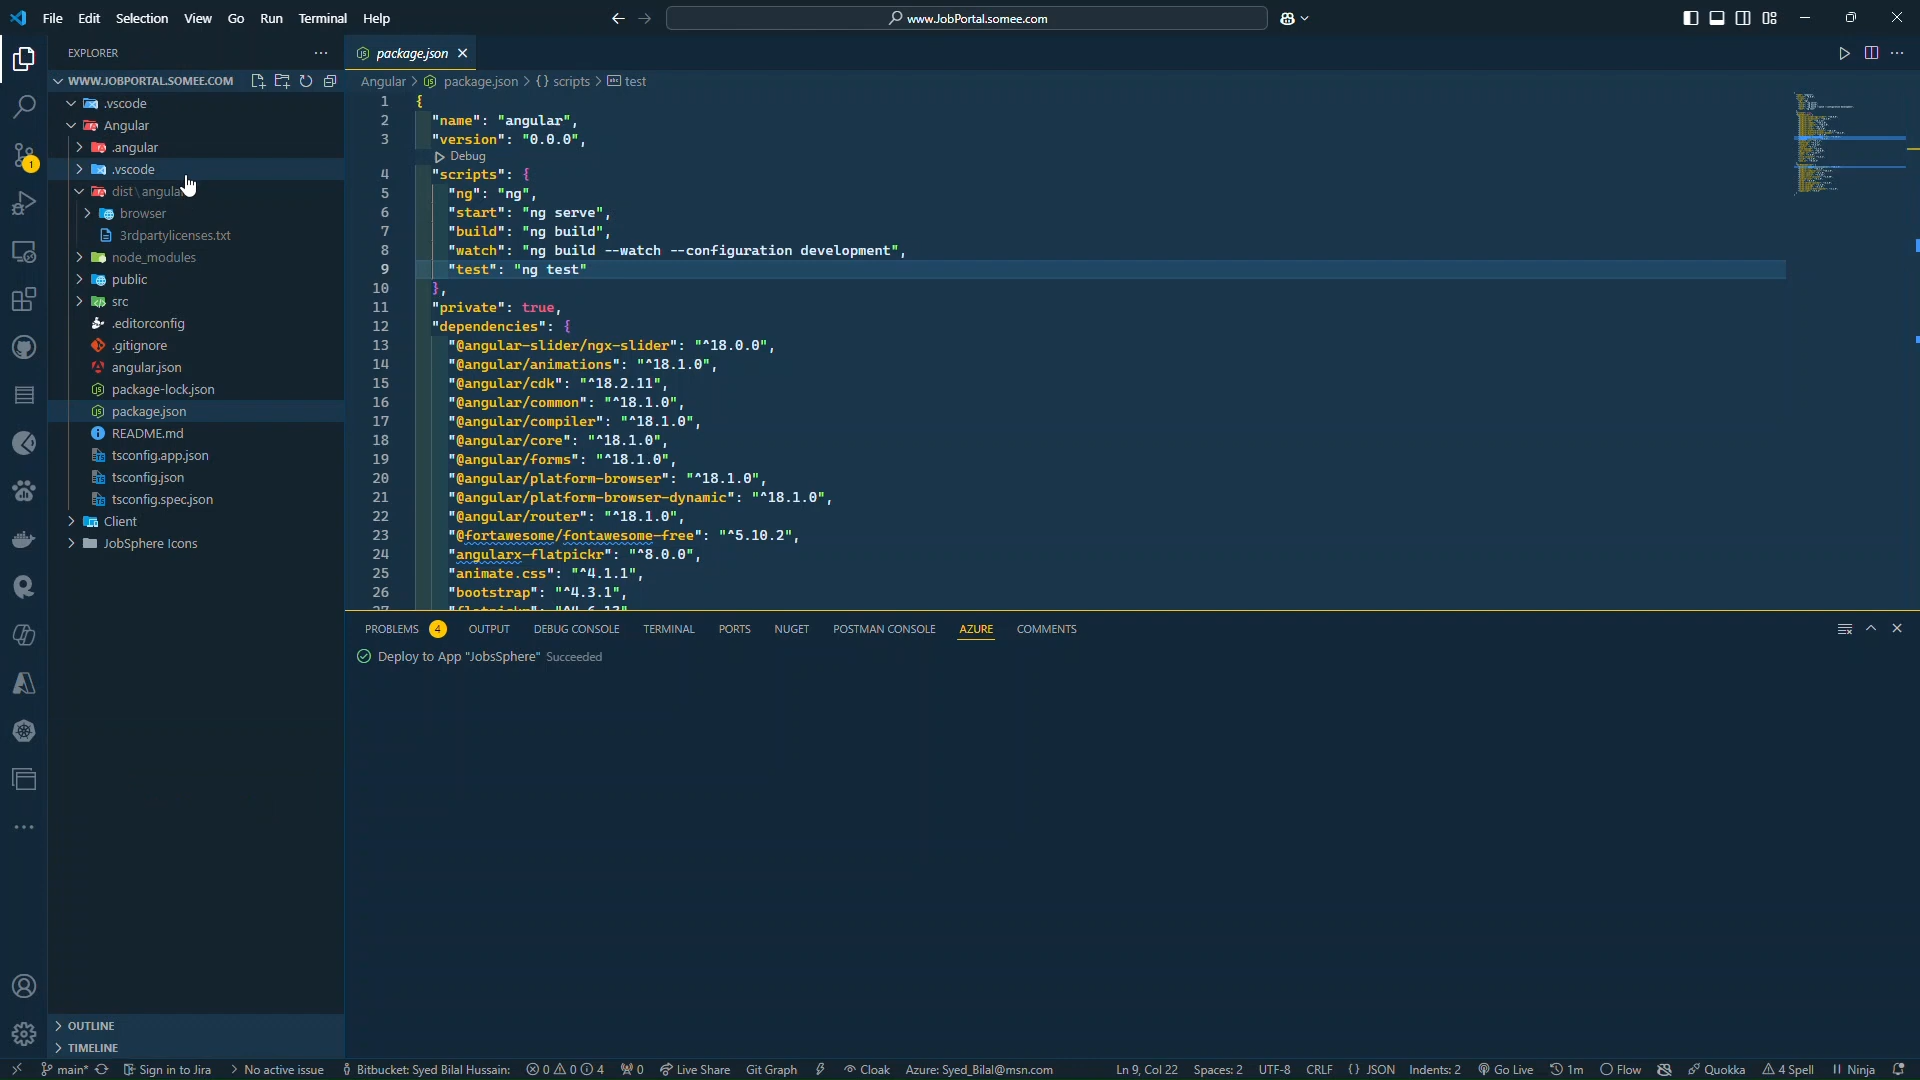 File Edit Selection View Go Run Terminal Help
www.JobPortal.somee.com
EXPLORER
package.json
WWW.JOBPORTAL.SOMEE.COM
Angular > package.json > {} scripts > test
.vscode
Angular
.angular
.vscode
dist \ angular
browser
3rdpartylicenses.txt
node_modules
public
src
.editorconfig
.gitignore
angular.json
package-lock.json
package.json
README.md
tsconfig.app.json
tsconfig.json
tsconfig.spec.json
Client
JobSphere Icons
OUTLINE
TIMELINE
1 {
2 "name": "angular",
3 "version": "0.0.0",
Debug
4 "scripts": {
5 "ng": "ng",
6 "start": "ng serve",
7 "build": "ng build",
8 "watch": "ng build --watch --configuration development",
9 "test": "ng test"
10 },
11 "private": true,
12 "dependencies": {
13 "@angular-slider/ngx-slider": "^18.0.0",
14 "@angular/animations": "^18.1.0",
15 "@angular/cdk": "^18.2.11",
16 "@angular/common": "^18.1.0",
17 "@angular/compiler": "^18.1.0",
18 "@angular/core": "^18.1.0",
19 "@angular/forms": "^18.1.0",
20 "@angular/platform-browser": "^18.1.0",
21 "@angular/platform-browser-dynamic": "^18.1.0",
22 "@angular/router": "^18.1.0",
23 "@fortawesome/fontawesome-free": "^5.10.2",
24 "angularx-flatpickr": "^8.0.0",
25 "animate.css": "^4.1.1",
26 "bootstrap": "^4.3.1",
PROBLEMS 4 OUTPUT DEBUG CONSOLE TERMINAL PORTS NUGET POSTMAN CONSOLE AZURE COMMENTS
Deploy to App "JobsSphere" Succeeded
1
main* Sign in to Jira No active issue Bitbucket: Syed Bilal Hussain: 0 0 4 0 Live Share Git Graph Cloak Azure: Syed_Bilal@msn.com Ln 9, Col 22 Spaces: 2 UTF-8 CRLF {} JSON Indents: 2 Go Live 1m Flow Quokka 4 Spell Ninja